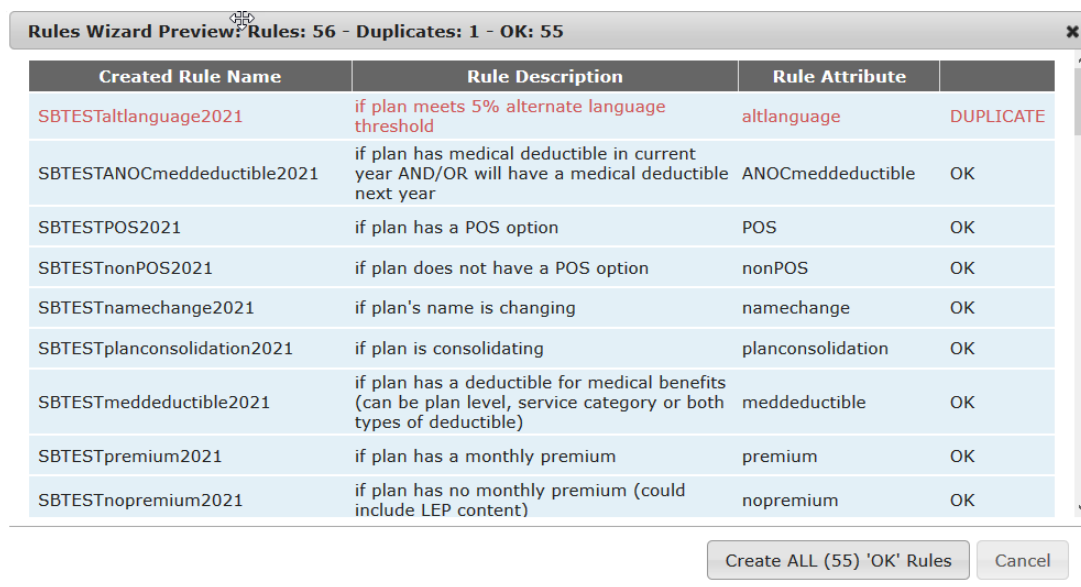 Rules Wizard Preview: Rules: 56 - Duplicates: 1 - OK: 55
Created Rule Name Rule Description Rule Attribute
SBTESTaltlanguage2021 if plan meets 5% alternate language threshold altlanguage DUPLICATE
SBTESTANOCmeddeductible2021 if plan has medical deductible in current year AND/OR will have a medical deductible next year ANOCmeddeductible OK
SBTESTPOS2021 if plan has a POS option POS OK
SBTESTnonPOS2021 if plan does not have a POS option nonPOS OK
SBTESTnamechange2021 if plan's name is changing namechange OK
SBTESTplanconsolidation2021 if plan is consolidating planconsolidation OK
SBTESTmeddeductible2021 if plan has a deductible for medical benefits (can be plan level, service category or both types of deductible) meddeductible OK
SBTESTpremium2021 if plan has a monthly premium premium OK
SBTESTnopremium2021 if plan has no monthly premium (could include LEP content) nopremium OK
Create ALL (55) 'OK' Rules Cancel